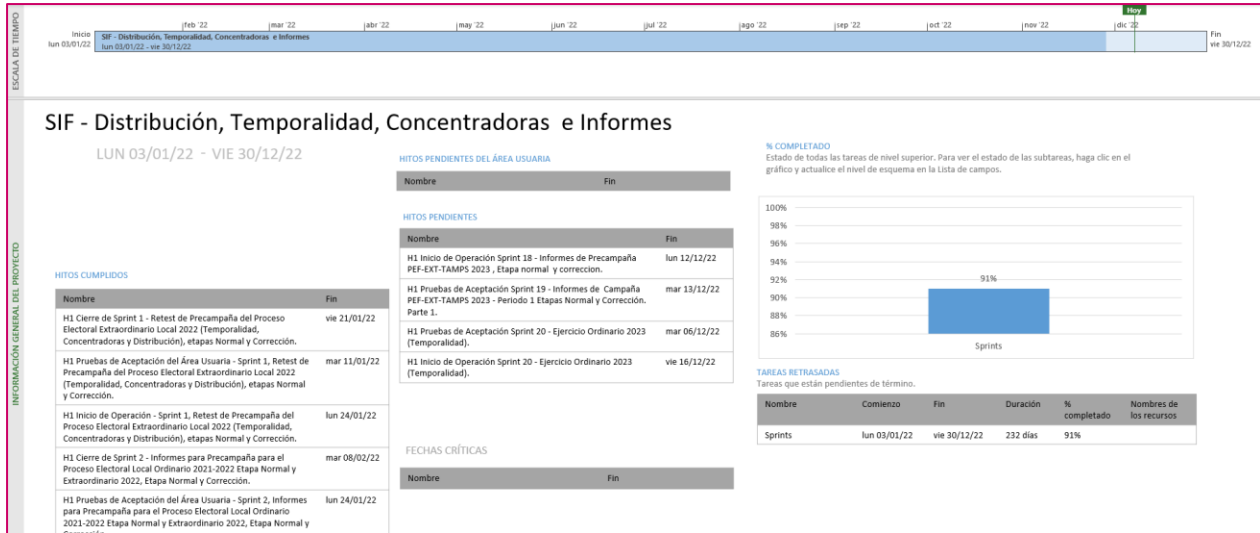 ESCALA DE TIEMPO
Hoy
feb '22 mar '22 abr '22 may '22 jun '22 jul '22 ago '22 sep '22 oct '22 nov '22 dic '22
Inicio
lun 03/01/22
SIF - Distribución, Temporalidad, Concentradoras e Informes
lun 03/01/22 - vie 30/12/22
Fin
vie 30/12/22
INFORMACIÓN GENERAL DEL PROYECTO
SIF - Distribución, Temporalidad, Concentradoras e Informes
LUN 03/01/22 - VIE 30/12/22
HITOS CUMPLIDOS
Nombre Fin
H1 Cierre de Sprint 1 - Retest de Precampaña del Proceso vie 21/01/22
Electoral Extraordinario Local 2022 (Temporalidad,
Concentradoras y Distribución), etapas Normal y Corrección.
H1 Pruebas de Aceptación del Área Usuaria - Sprint 1, Retest de mar 11/01/22
Precampaña del Proceso Electoral Extraordinario Local 2022
(Temporalidad, Concentradoras y Distribución), etapas Normal
y Corrección.
H1 Inicio de Operación - Sprint 1, Retest de Precampaña del lun 24/01/22
Proceso Electoral Extraordinario Local 2022 (Temporalidad,
Concentradoras y Distribución), etapas Normal y Corrección.
H1 Cierre de Sprint 2 - Informes para Precampaña para el mar 08/02/22
Proceso Electoral Local Ordinario 2021-2022 Etapa Normal y
Extraordinario 2022, Etapa Normal y Corrección.
H1 Pruebas de Aceptación del Área Usuaria - Sprint 2, Informes lun 24/01/22
para Precampaña para el Proceso Electoral Local Ordinario
2021-2022 Etapa Normal y Extraordinario 2022, Etapa Normal y
HITOS PENDIENTES DEL ÁREA USUARIA
Nombre Fin
HITOS PENDIENTES
Nombre Fin
H1 Inicio de Operación Sprint 18 - Informes de Precampaña lun 12/12/22
PEF-EXT-TAMPS 2023 , Etapa normal y correccion.
H1 Pruebas de Aceptación Sprint 19 - Informes de Campaña mar 13/12/22
PEF-EXT-TAMPS 2023 - Periodo 1 Etapas Normal y Corrección.
Parte 1.
H1 Pruebas de Aceptación Sprint 20 - Ejercicio Ordinario 2023 mar 06/12/22
(Temporalidad).
H1 Inicio de Operación Sprint 20 - Ejercicio Ordinario 2023 vie 16/12/22
(Temporalidad).
FECHAS CRÍTICAS
Nombre Fin
% COMPLETADO
Estado de todas las tareas de nivel superior. Para ver el estado de las subtareas, haga clic en el
gráfico y actualice el nivel de esquema en la Lista de campos.
100%
98%
96%
94%
92%
90%
88%
86%
91%
Sprints
TAREAS RETRASADAS
Tareas que están pendientes de término.
Nombre Comienzo Fin Duración % completado Nombres de los recursos
Sprints lun 03/01/22 vie 30/12/22 232 días 91%